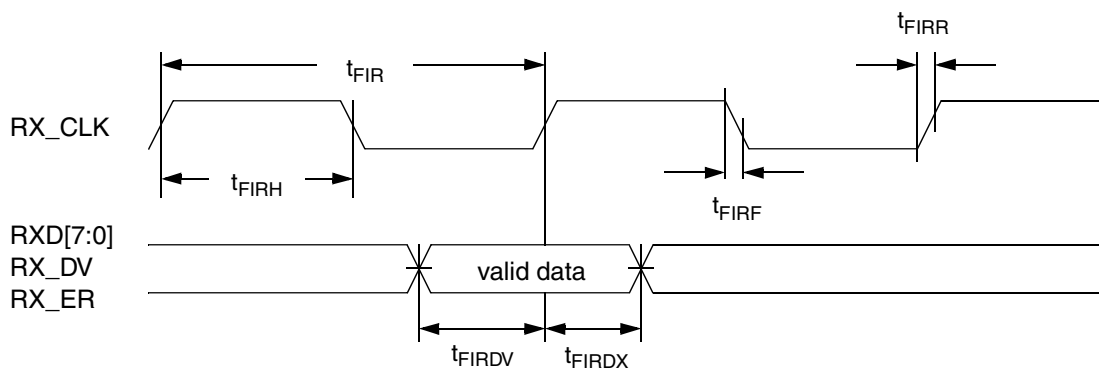 tFIRR
tFIR
RX_CLK
tFIRH
tFIRF
RXD[7:0]
RX_DV
valid data
RX_ER
tFIRDV
tFIRDX